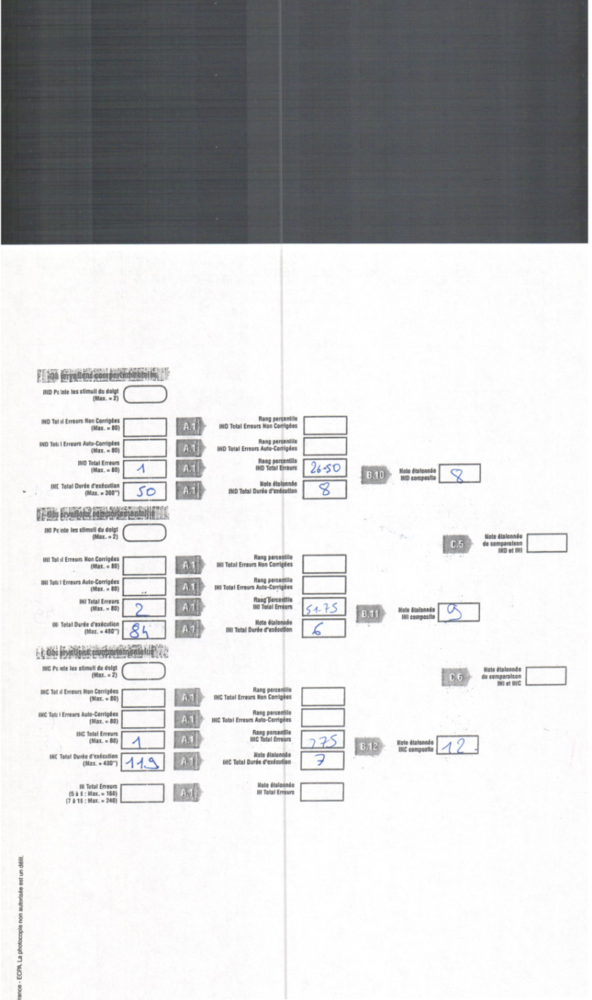 Observations comportementales
IND Pointe les stimuli du doigt
(Max. = 2)
IND Total Erreurs Non Corrigées
(Max. = 80)
A.1
Rang percentile
IND Total Erreurs Non Corrigées
IND Total Erreurs Auto-Corrigées
(Max. = 80)
A.1
Rang percentile
IND Total Erreurs Auto-Corrigées
IND Total Erreurs
(Max. = 80)
1
A.1
Rang percentile
IND Total Erreurs
26-50
B.10
Note étalonnée
IND composite
8
IND Total Durée d'exécution
(Max. = 360")
50
A.1
Note étalonnée
IND Total Durée d'exécution
8
Observations comportementales
INI Pointe les stimuli du doigt
(Max. = 2)
C.5
Note étalonnée
de comparaison
IND et INI
INI Total Erreurs Non Corrigées
(Max. = 80)
A.1
Rang percentile
INI Total Erreurs Non Corrigées
INI Total Erreurs Auto-Corrigées
(Max. = 80)
A.1
Rang percentile
INI Total Erreurs Auto-Corrigées
INI Total Erreurs
(Max. = 80)
2
A.1
Rang percentile
INI Total Erreurs
51-75
B.11
Note étalonnée
INI composite
9
INI Total Durée d'exécution
(Max. = 480")
84
A.1
Note étalonnée
INI Total Durée d'exécution
6
Observations comportementales
INC Pointe les stimuli du doigt
(Max. = 2)
C.6
Note étalonnée
de comparaison
INI et INC
INC Total Erreurs Non Corrigées
(Max. = 80)
A.1
Rang percentile
INC Total Erreurs Non Corrigées
INC Total Erreurs Auto-Corrigées
(Max. = 80)
A.1
Rang percentile
INC Total Erreurs Auto-Corrigées
INC Total Erreurs
(Max. = 80)
1
A.1
Rang percentile
INC Total Erreurs
>75
B.12
Note étalonnée
INC composite
12
INC Total Durée d'exécution
(Max. = 480")
119
A.1
Note étalonnée
INC Total Durée d'exécution
7
IN Total Erreurs
(5 à 6 : Max. = 160)
(7 à 16 : Max. = 240)
A.1
Note étalonnée
IN Total Erreurs
rance - ECPA. La photocopie non autorisée est un délit.